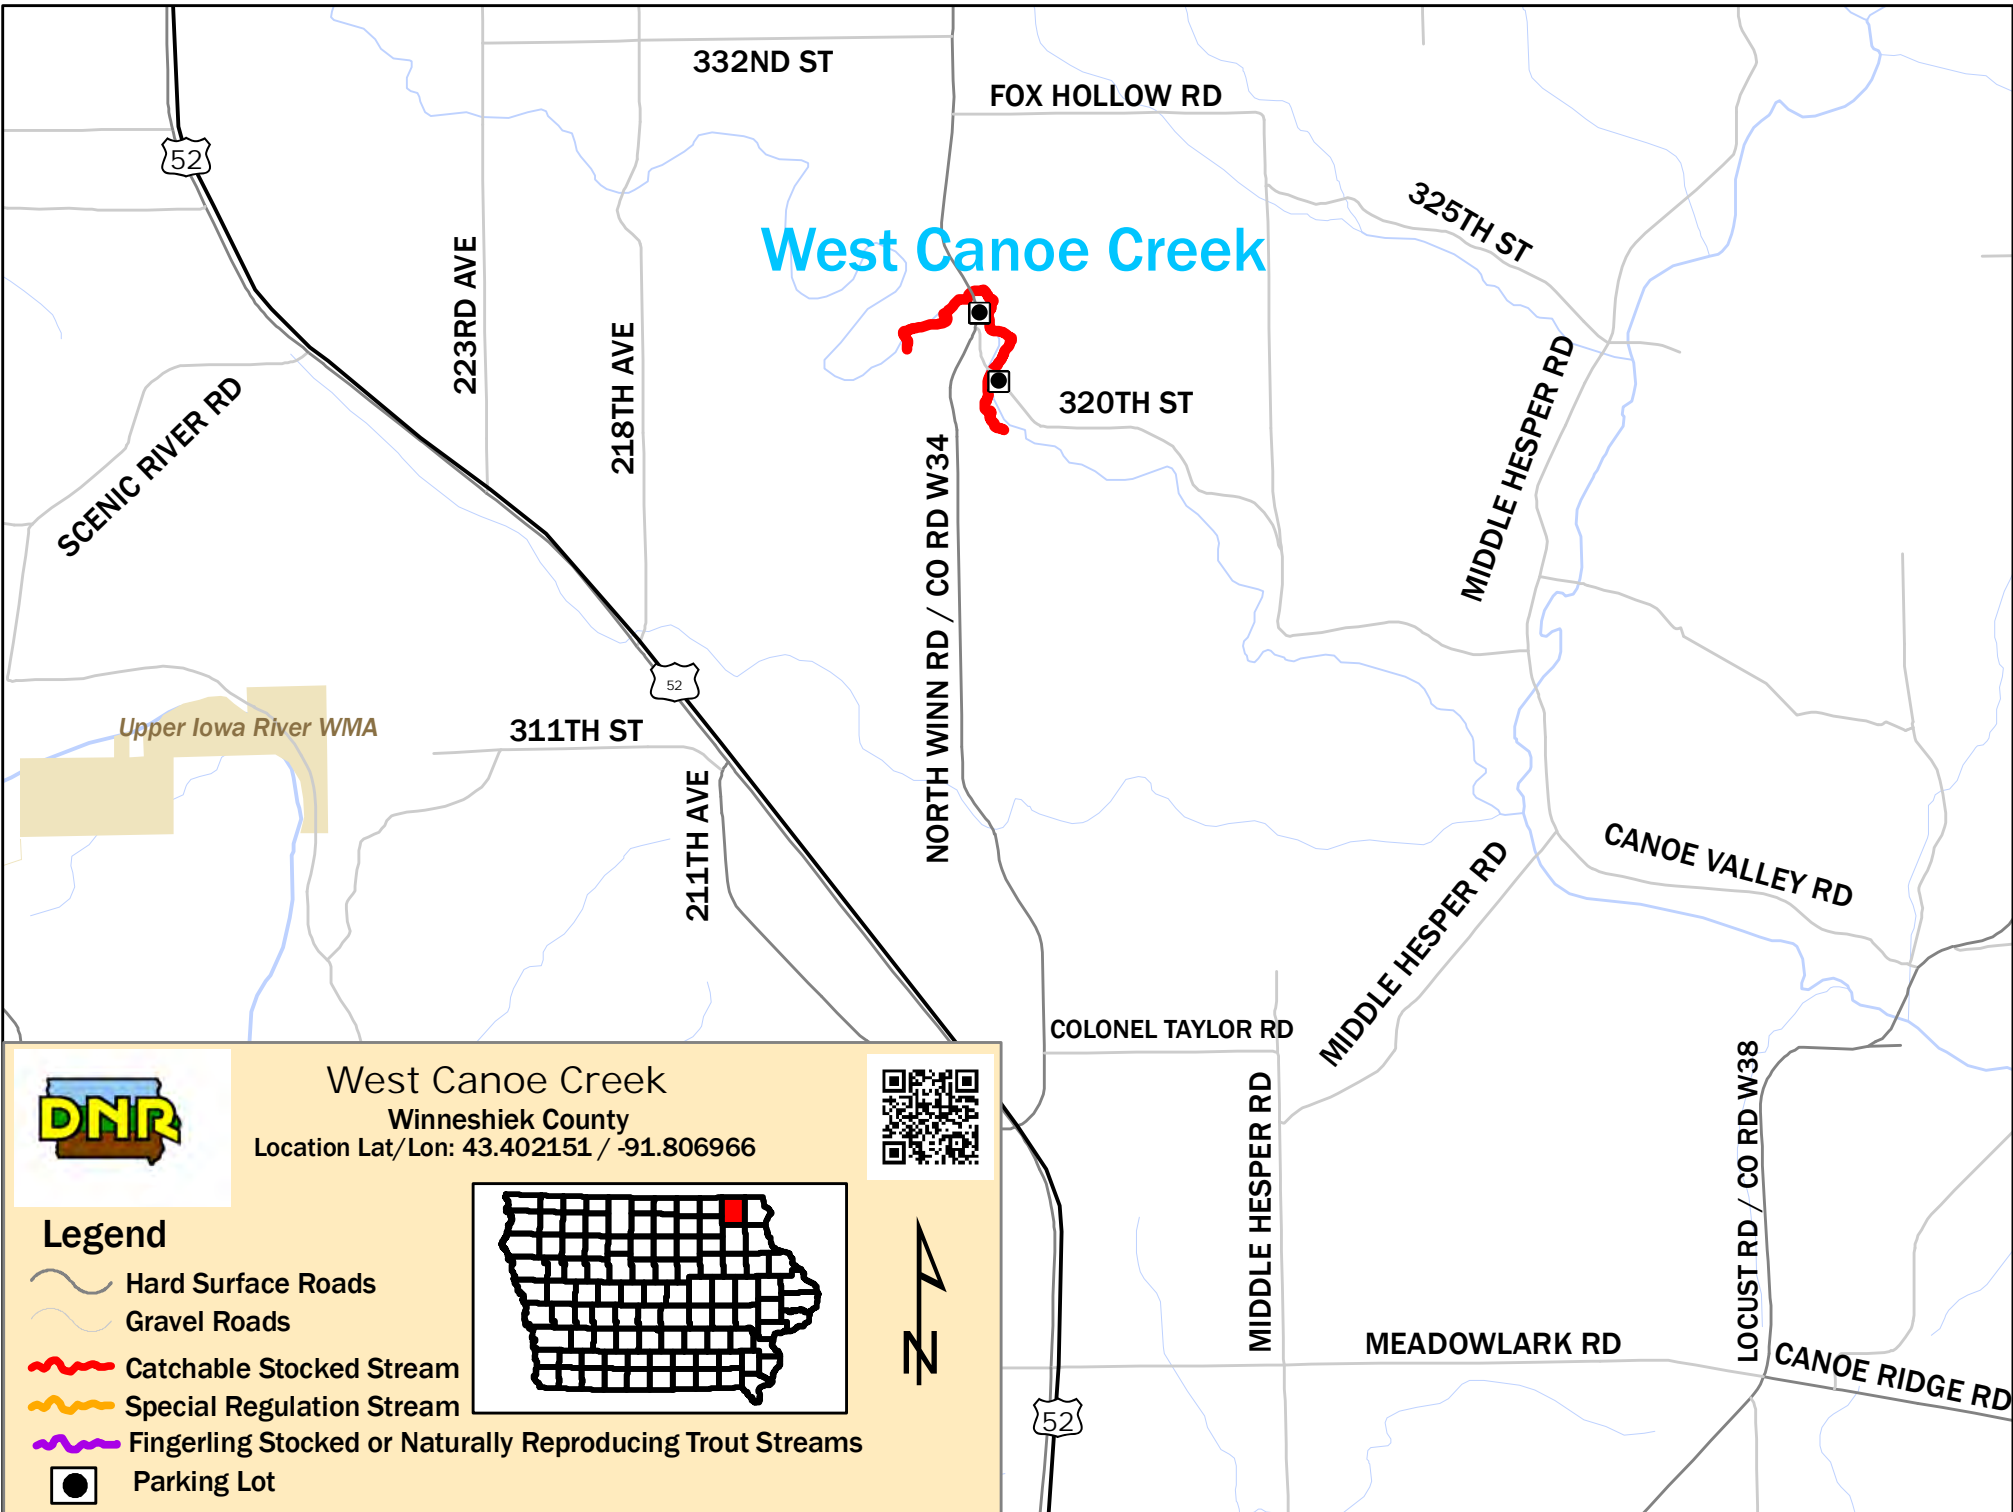 332ND ST
FOX HOLLOW RD
52
325TH ST
West Canoe Creek
223RD AVE
218TH AVE
SCENIC RIVER RD
320TH ST
MIDDLE HESPER RD
NORTH WINN RD / CO RD W34
52
Upper Iowa River WMA
311TH ST
211TH AVE
CANOE VALLEY RD
MIDDLE HESPER RD
COLONEL TAYLOR RD
MIDDLE HESPER RD
LOCUST RD / CO RD W38
MEADOWLARK RD
CANOE RIDGE RD
52
DNR
West Canoe Creek
Winneshiek County
Location Lat/Lon: 43.402151 / -91.806966
Legend
Hard Surface Roads
Gravel Roads
Catchable Stocked Stream
Special Regulation Stream
Fingerling Stocked or Naturally Reproducing Trout Streams
Parking Lot
N